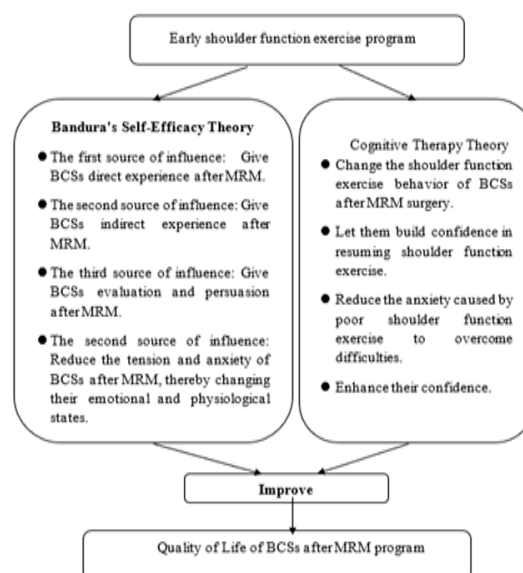 Early shoulder function exercise program
Bandura's Self-Efficacy Theory
● The first source of influence: Give
BCSs direct experience after MRM.
● The second source of influence: Give
BCSs indirect experience after
MRM.
● The third source of influence: Give
BCSs evaluation and persuasion
after MRM.
● The second source of influence:
Reduce the tension and anxiety of
BCSs after MRM, thereby changing
their emotional and physiological
states.
Cognitive Therapy Theory
● Change the shoulder function
exercise behavior of BCSs
after MRM surgery.
● Let them build confidence in
resuming shoulder function
exercise.
● Reduce the anxiety caused by
poor shoulder function
exercise to overcome
difficulties.
● Enhance their confidence.
Improve
Quality of Life of BCSs after MRM program